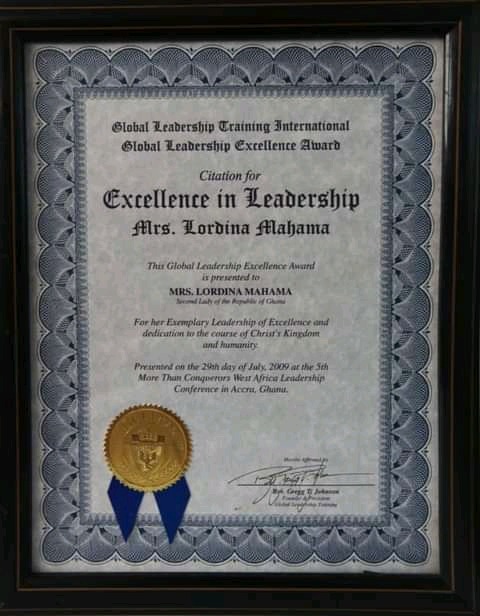 Global Leadership Training International
Global Leadership Excellence Award
Citation for
Excellence in Leadership
Mrs. Lordina Mahama
This Global Leadership Excellence Award
is presented to
MRS. LORDINA MAHAMA
Second Lady of the Republic of Ghana
For her Exemplary Leadership of Excellence and
dedication to the course of Christ's Kingdom
and humanity.
Presented on the 29th day of July, 2009 at the 5th
More Than Conquerors West Africa Leadership
Conference in Accra, Ghana.
Hereby Affirmed by
Rev. Gregg T. Johnson
Founder & President
Global Leadership Training